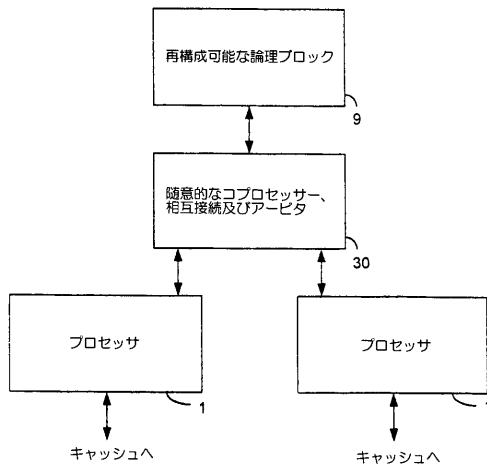 再構成可能な論理ブロック
9
随意的なコプロセッサー、
相互接続及びアービタ
30
プロセッサ
プロセッサ
1
キャッシュへ
キャッシュへ